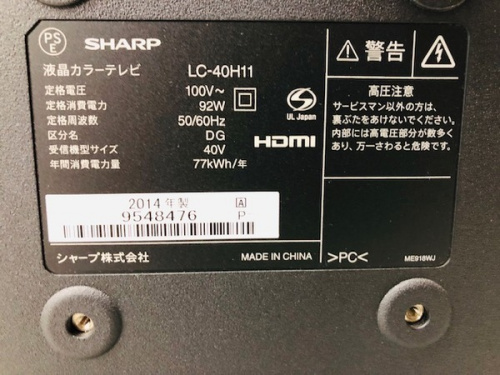 PS
E
SHARP
液晶カラーテレビ LC-40H11
定格電圧 100V~
定格消費電力 92W
定格周波数 50/60Hz
区分名 DG
受信機型サイズ 40V
年間消費電力量 77kWh/年
UL Japan
HDMI
2014年製 A
9548476 P
シャープ株式会社
MADE IN CHINA
警告
高圧注意
サービスマン以外の方は、
裏ぶたをあけないでください。
内部には高電圧部分が数多く
あり、万一さわると危険です。
>PC<
ME918WJ